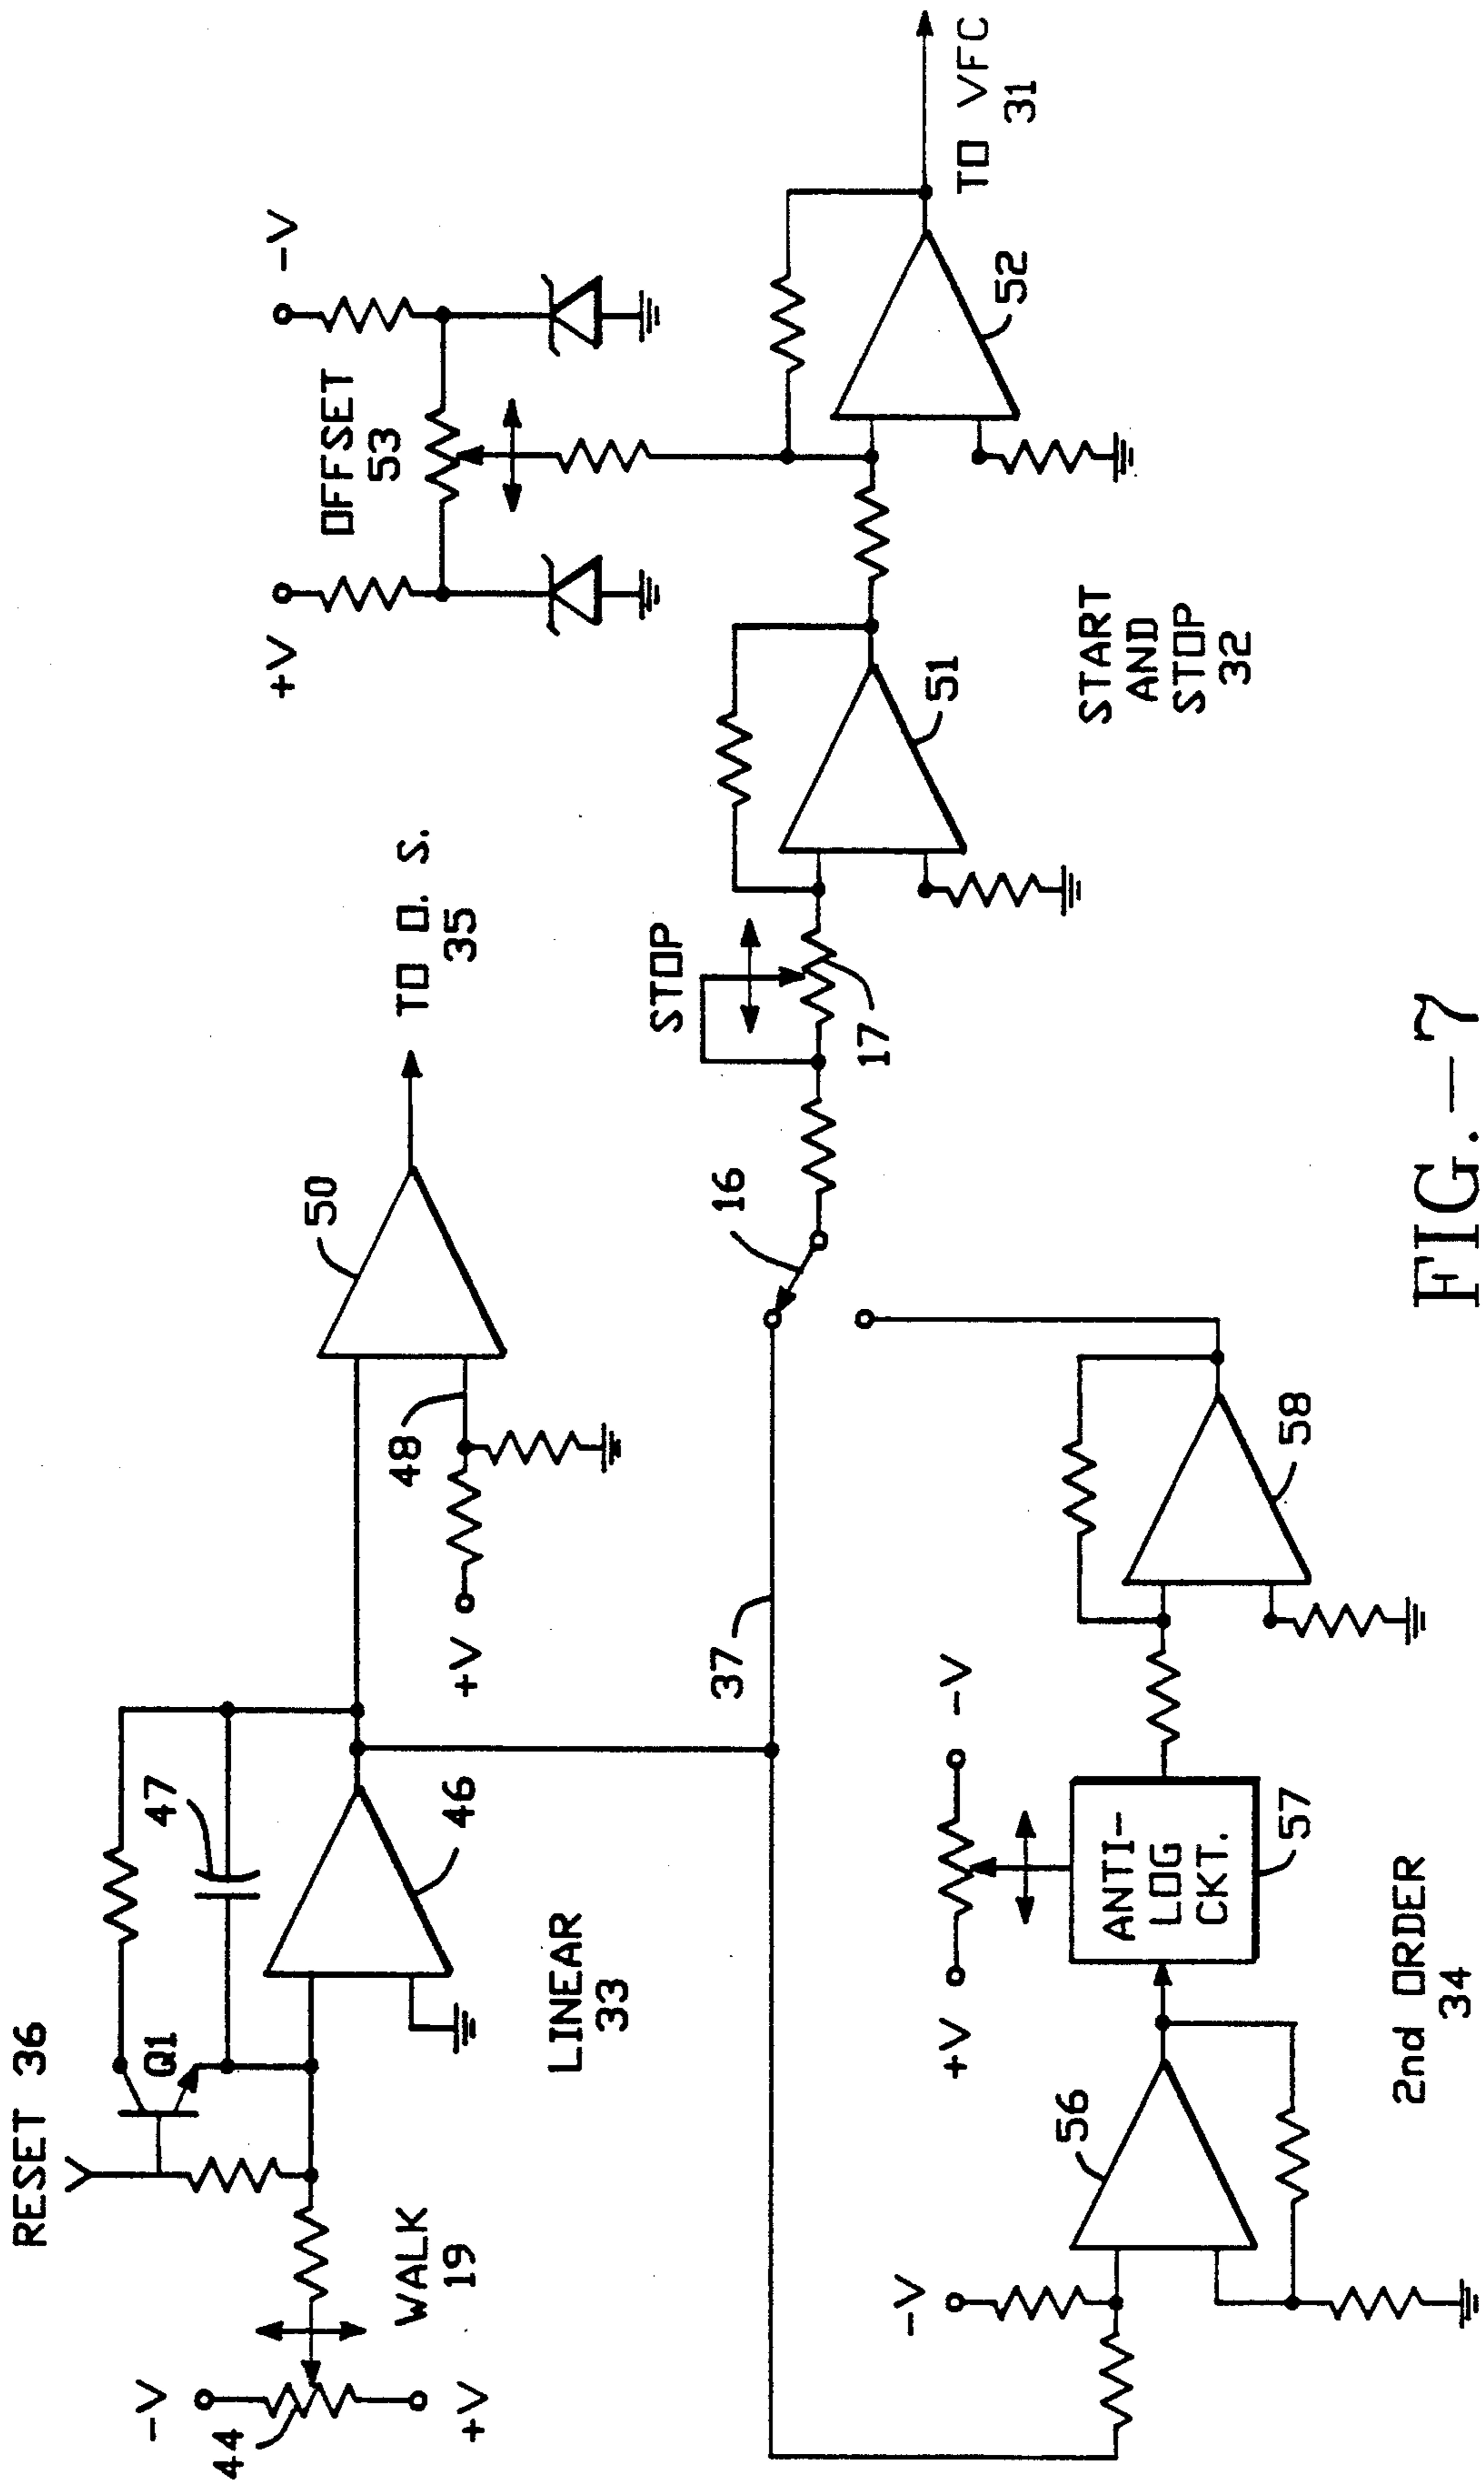 RESET 36
Q1
47
-V
44
+V
WALK
19
46
LINEAR
33
50
48
+V
TO O. S.
35
37
16
STOP
17
51
+V
OFFSET
53
-V
52
TO VFC
31
START
AND
STOP
32
-V
56
+V
-V
ANTI-
LOG
CKT.
57
58
2nd ORDER
34
FIG.-7